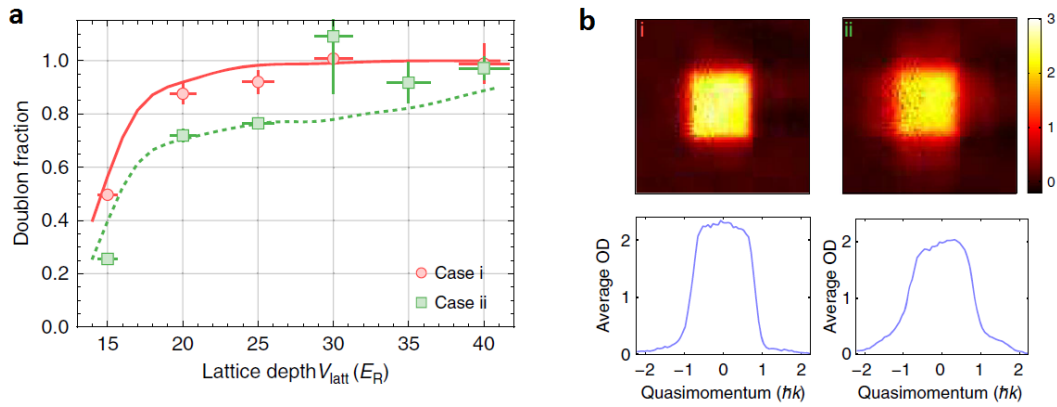 a
Doublon fraction
1.0
0.8
0.6
0.4
0.2
0.0
Case i
Case ii
15 20 25 30 35 40
Lattice depth V_latt (E_R)
b
i
ii
3
2
1
0
Average OD
2
1
0
−2 −1 0 1 2
Quasimomentum (ħk)
Average OD
2
1
0
−2 −1 0 1 2
Quasimomentum (ħk)